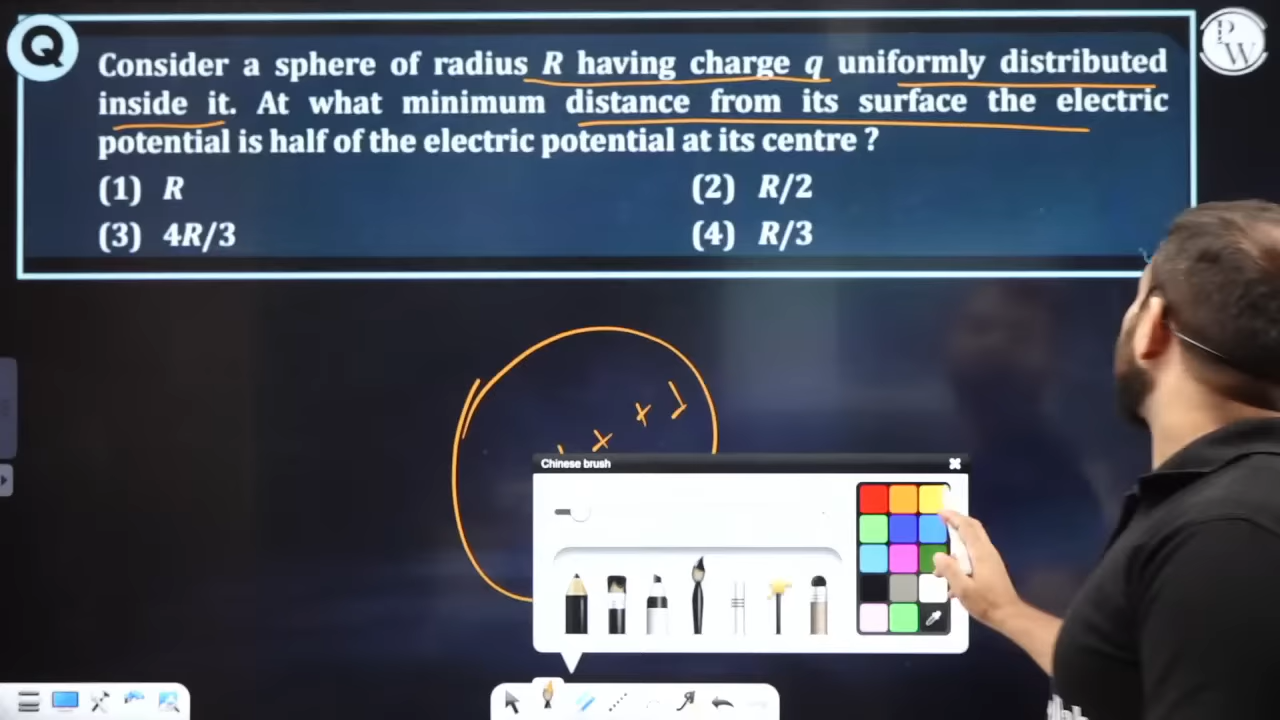 Q
Consider a sphere of radius R having charge q uniformly distributed
inside it. At what minimum distance from its surface the electric
potential is half of the electric potential at its centre ?
(1) R
(2) R/2
(3) 4R/3
(4) R/3
P
W
Chinese brush